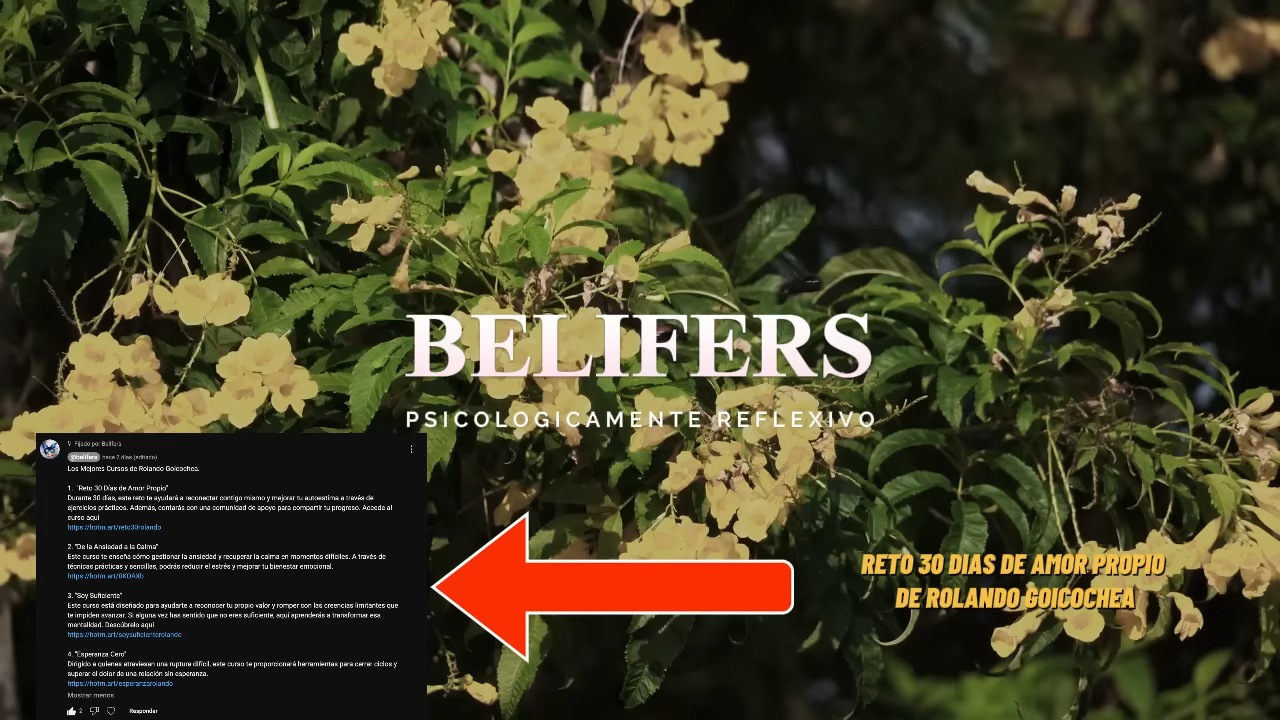 BELIFERS
PSICOLOGICAMENTE REFLEXIVO
Fijado por Belifers
@belifers hace 2 días (editado)
Los Mejores Cursos de Rolando Goicochea.
1. "Reto 30 Días de Amor Propio"
Durante 30 días, este reto te ayudará a reconectar contigo mismo y mejorar tu autoestima a través de
ejercicios prácticos. Además, contarás con una comunidad de apoyo para compartir tu progreso. Accede al
curso aquí
https://hotm.art/reto30rolando
2. "De la Ansiedad a la Calma"
Este curso te enseña cómo gestionar la ansiedad y recuperar la calma en momentos difíciles. A través de
técnicas prácticas y sencillas, podrás reducir el estrés y mejorar tu bienestar emocional.
https://hotm.art/0KOAXb
3. "Soy Suficiente"
Este curso está diseñado para ayudarte a reconocer tu propio valor y romper con las creencias limitantes que
te impiden avanzar. Si alguna vez has sentido que no eres suficiente, aquí aprenderás a transformar esa
mentalidad. Descúbrelo aquí
https://hotm.art/soysuficienterolando
4. "Esperanza Cero"
Dirigido a quienes atraviesan una ruptura difícil, este curso te proporcionará herramientas para cerrar ciclos y
superar el dolor de una relación sin esperanza.
https://hotm.art/esperanzarolando
Mostrar menos
2 Responder
RETO 30 DIAS DE AMOR PROPIO
DE ROLANDO GOICOCHEA